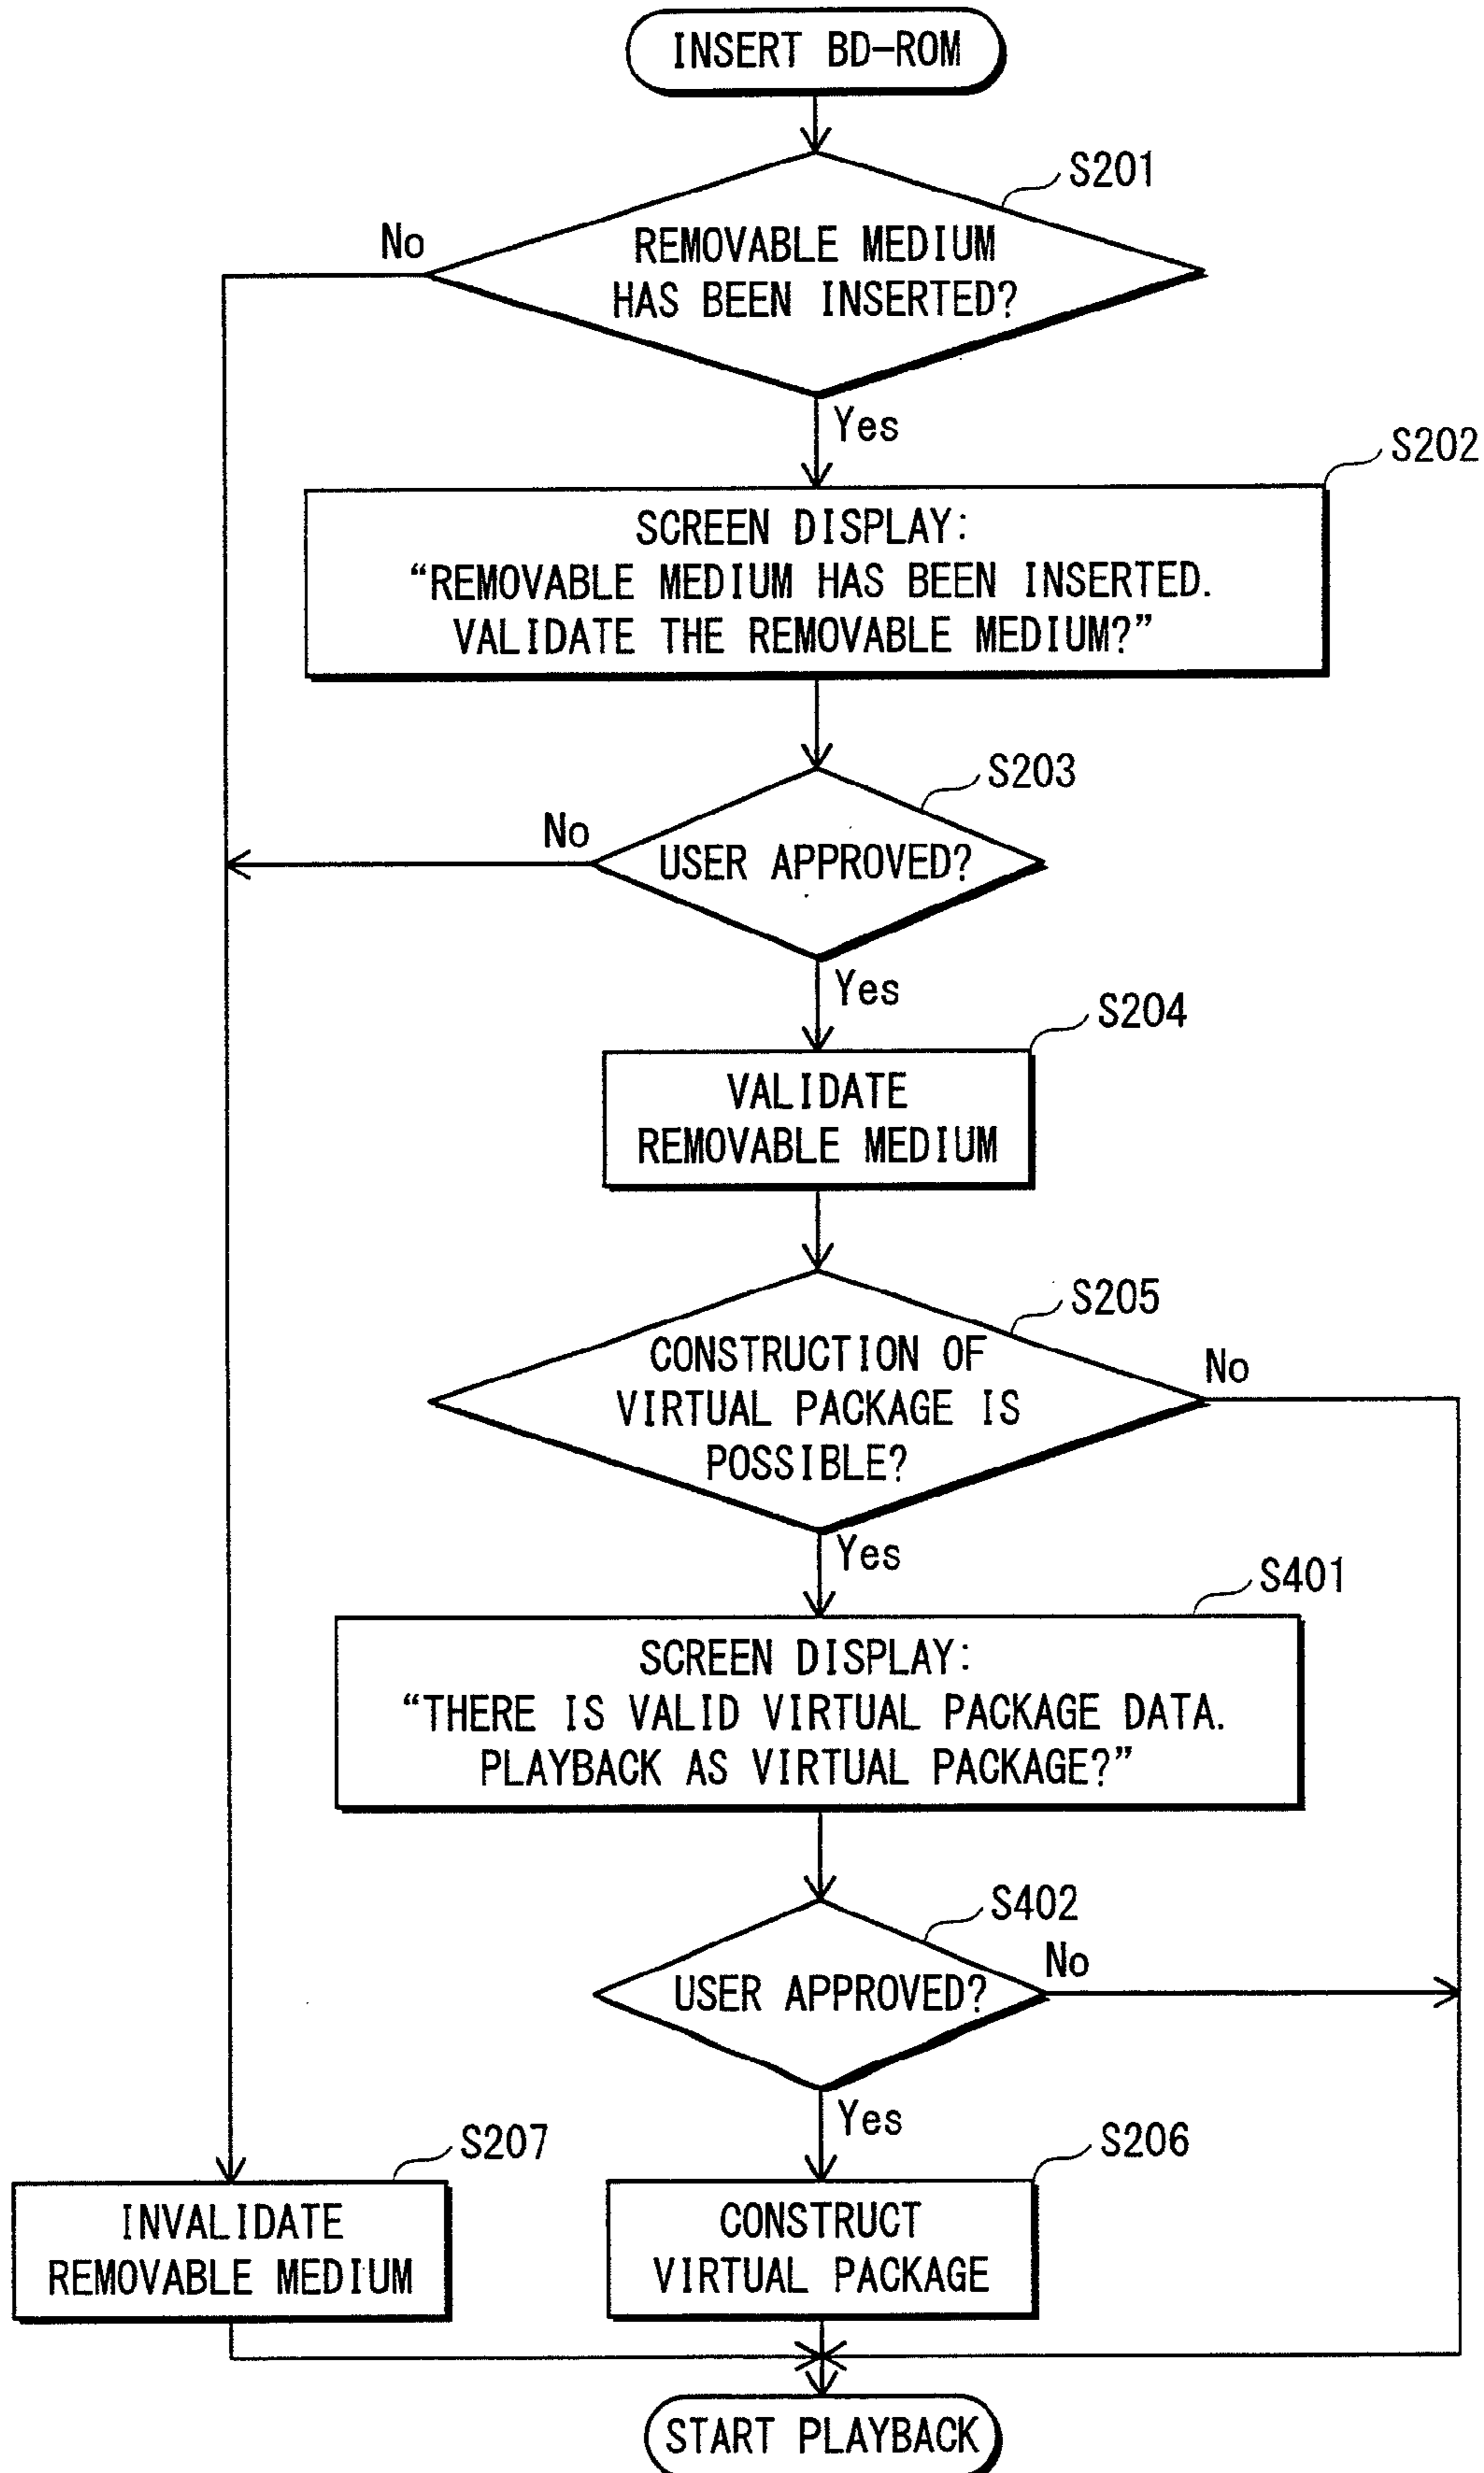 INSERT BD-ROM
S201
No
REMOVABLE MEDIUM
HAS BEEN INSERTED?
Yes
S202
SCREEN DISPLAY:
“REMOVABLE MEDIUM HAS BEEN INSERTED.
VALIDATE THE REMOVABLE MEDIUM?”
S203
No
USER APPROVED?
Yes
S204
VALIDATE
REMOVABLE MEDIUM
S205
CONSTRUCTION OF
VIRTUAL PACKAGE IS
POSSIBLE?
No
Yes
S401
SCREEN DISPLAY:
“THERE IS VALID VIRTUAL PACKAGE DATA.
PLAYBACK AS VIRTUAL PACKAGE?”
S402
No
USER APPROVED?
Yes
S207
S206
INVALIDATE
REMOVABLE MEDIUM
CONSTRUCT
VIRTUAL PACKAGE
START PLAYBACK